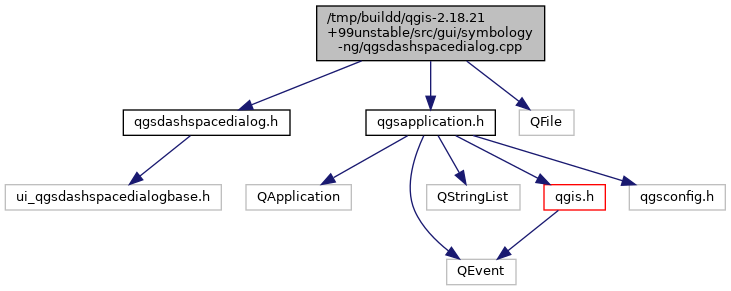 /tmp/buildd/qgis-2.18.21
+99unstable/src/gui/symbology
-ng/qgsdashspacedialog.cpp
qgsdashspacedialog.h
qgsapplication.h
QFile
ui_qgsdashspacedialogbase.h
QApplication
QStringList
qgis.h
qgsconfig.h
QEvent